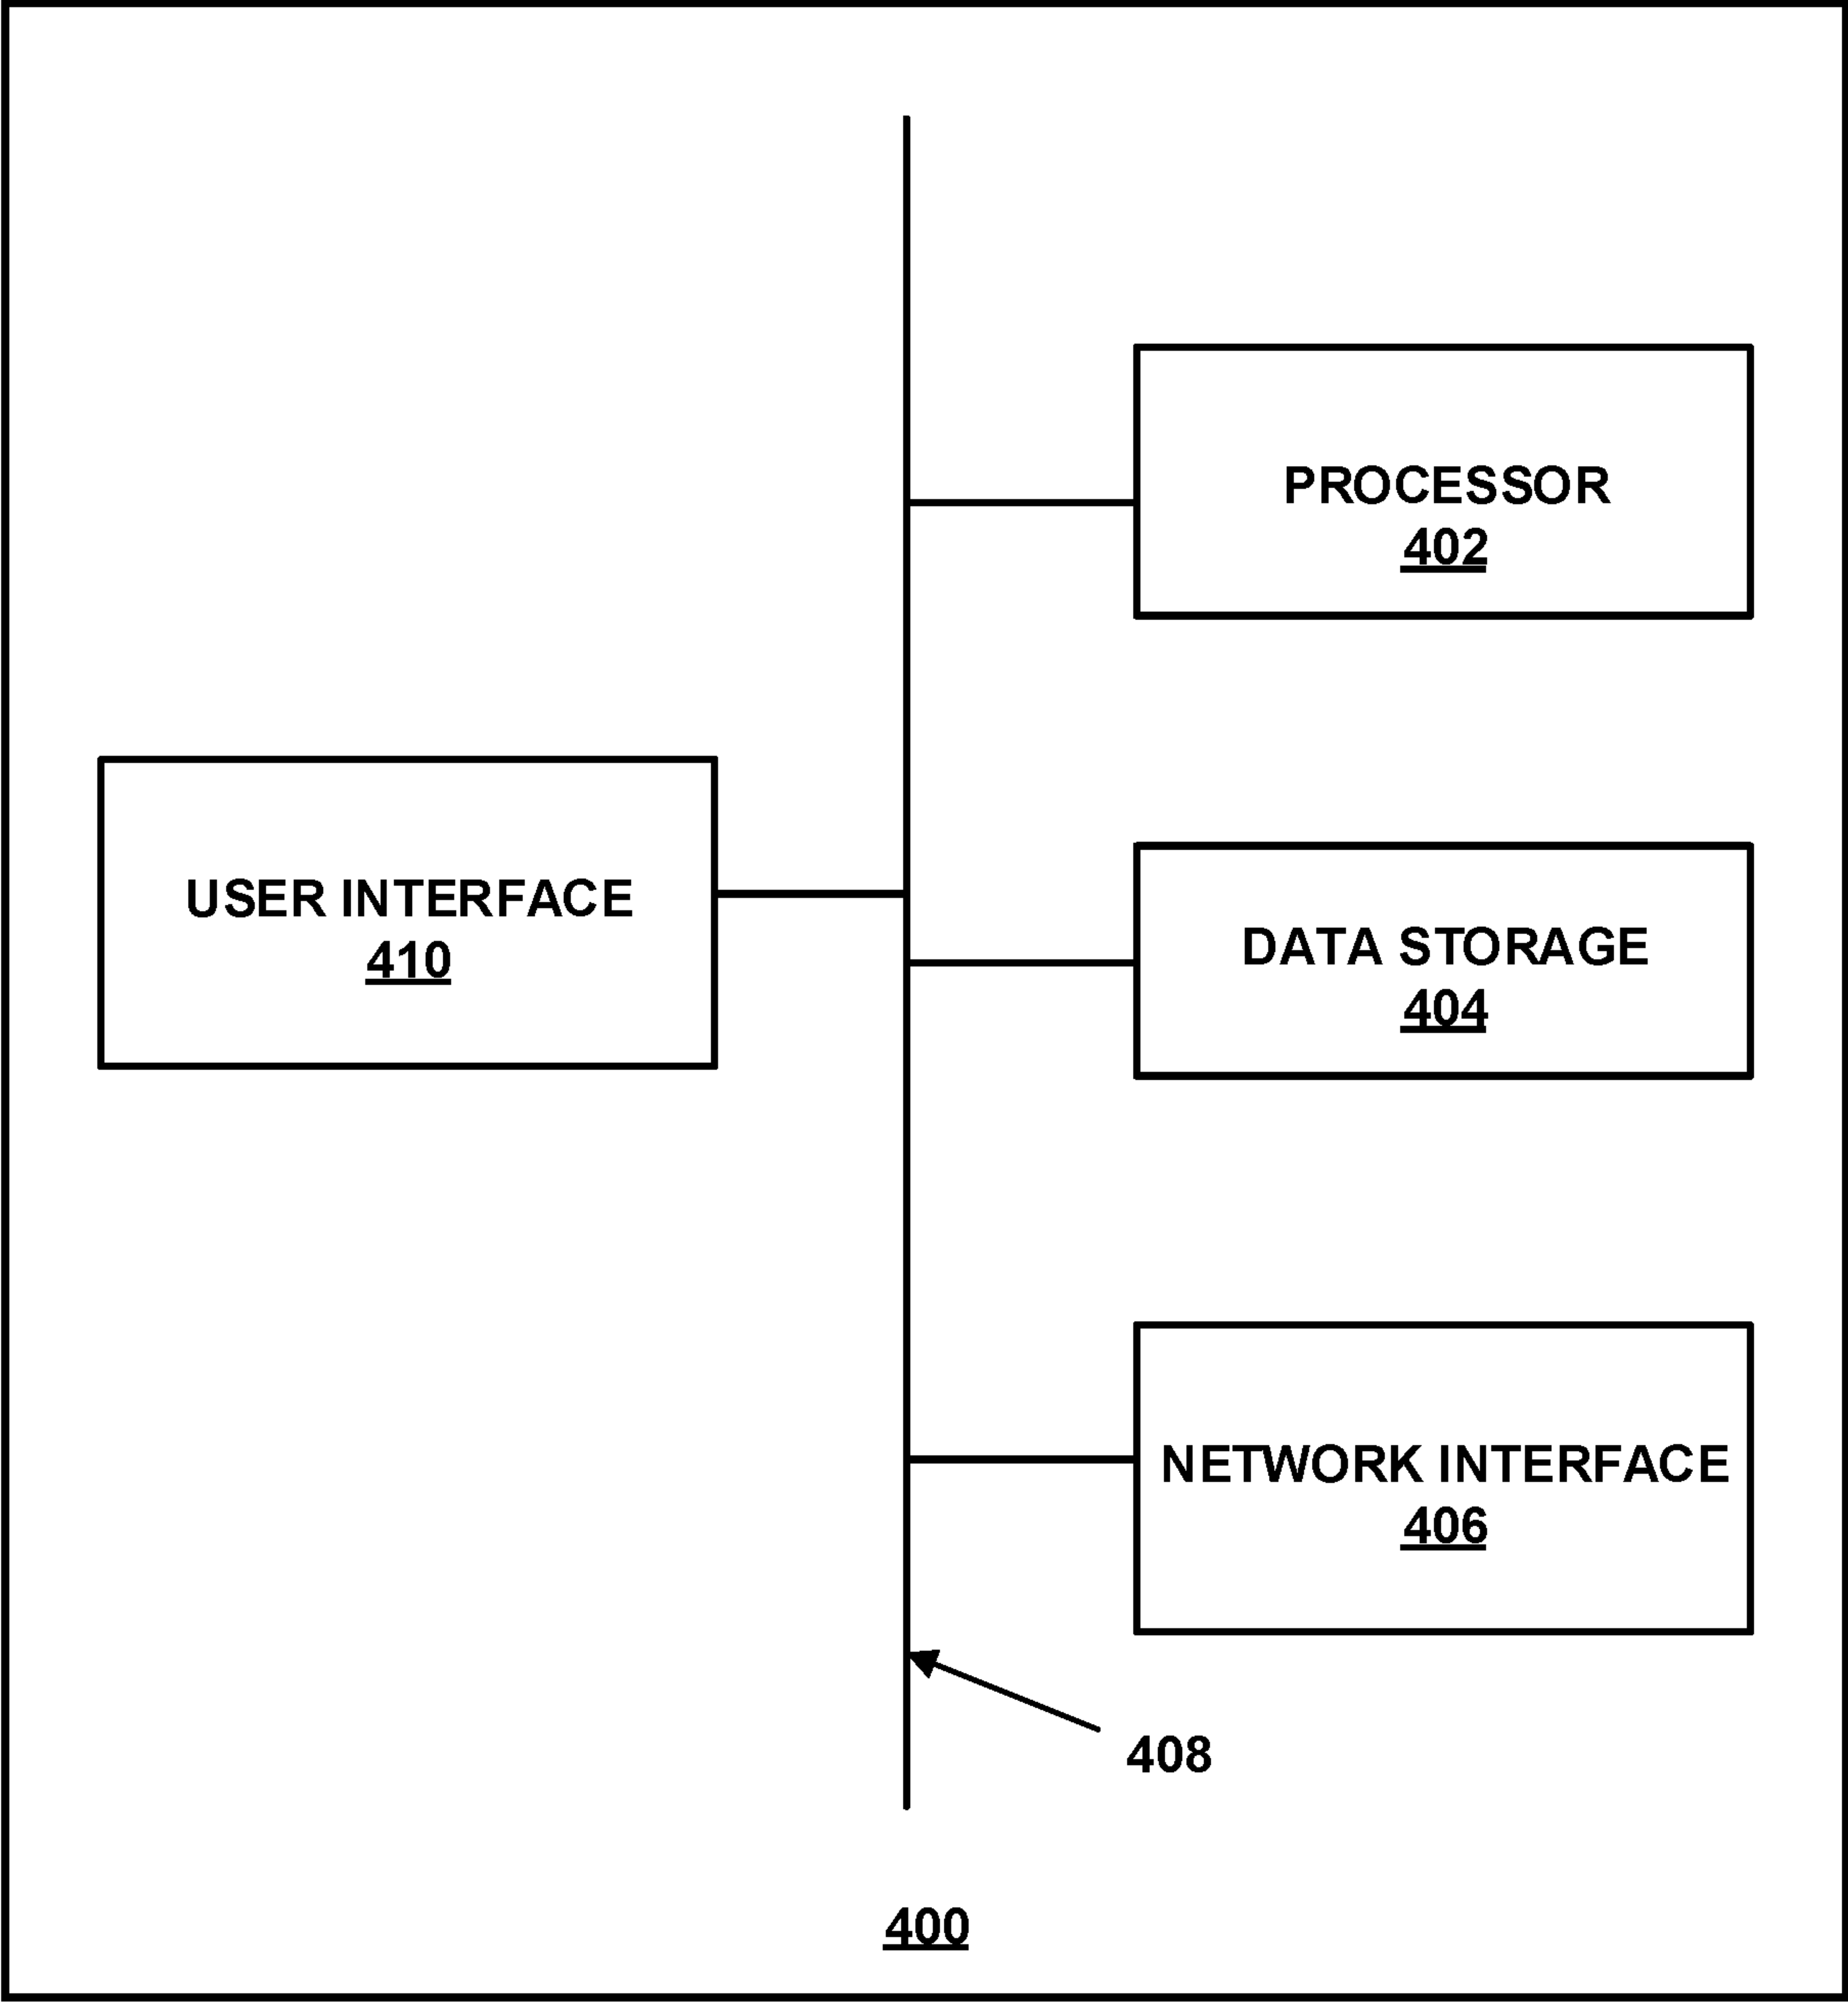 PROCESSOR
402
USER INTERFACE
410
DATA STORAGE
404
NETWORK INTERFACE
406
408
400